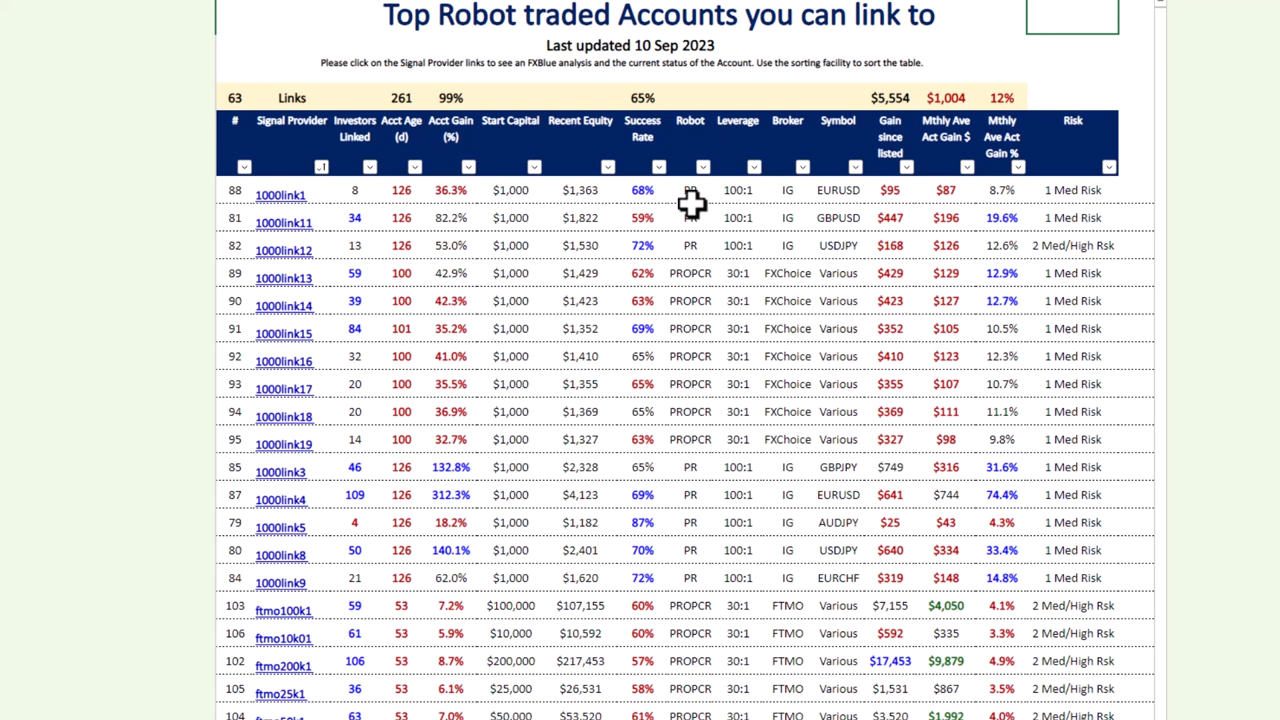 Top Robot traded Accounts you can link to
Last updated 10 Sep 2023
Please click on the Signal Provider links to see an FXBlue analysis and the current status of the Account. Use the sorting facility to sort the table.
63 Links 261 99% 65% $5,554 $1,004 12%
# Signal Provider Investors Linked Acct Age (d) Acct Gain (%) Start Capital Recent Equity Success Rate Robot Leverage Broker Symbol Gain since listed Mthly Ave Act Gain $ Mthly Ave Act Gain % Risk
88 1000link1 8 126 36.3% $1,000 $1,363 68% 100:1 IG EURUSD $95 $87 8.7% 1 Med Risk
81 1000link11 34 126 82.2% $1,000 $1,822 59% PR 100:1 IG GBPUSD $447 $196 19.6% 1 Med Risk
82 1000link12 13 126 53.0% $1,000 $1,530 72% PR 100:1 IG USDJPY $168 $126 12.6% 2 Med/High Rsk
89 1000link13 59 100 42.9% $1,000 $1,429 62% PROPCR 30:1 FXChoice Various $429 $129 12.9% 1 Med Risk
90 1000link14 39 100 42.3% $1,000 $1,423 63% PROPCR 30:1 FXChoice Various $423 $127 12.7% 1 Med Risk
91 1000link15 84 101 35.2% $1,000 $1,352 69% PROPCR 30:1 FXChoice Various $352 $105 10.5% 1 Med Risk
92 1000link16 32 100 41.0% $1,000 $1,410 65% PROPCR 30:1 FXChoice Various $410 $123 12.3% 1 Med Risk
93 1000link17 20 100 35.5% $1,000 $1,355 65% PROPCR 30:1 FXChoice Various $355 $107 10.7% 1 Med Risk
94 1000link18 20 100 36.9% $1,000 $1,369 65% PROPCR 30:1 FXChoice Various $369 $111 11.1% 1 Med Risk
95 1000link19 14 100 32.7% $1,000 $1,327 63% PROPCR 30:1 FXChoice Various $327 $98 9.8% 1 Med Risk
85 1000link3 46 126 132.8% $1,000 $2,328 65% PR 100:1 IG GBPJPY $749 $316 31.6% 1 Med Risk
87 1000link4 109 126 312.3% $1,000 $4,123 69% PR 100:1 IG EURUSD $641 $744 74.4% 1 Med Risk
79 1000link5 4 126 18.2% $1,000 $1,182 87% PR 100:1 IG AUDJPY $25 $43 4.3% 1 Med Risk
80 1000link8 50 126 140.1% $1,000 $2,401 70% PR 100:1 IG USDJPY $640 $334 33.4% 1 Med Risk
84 1000link9 21 126 62.0% $1,000 $1,620 72% PR 100:1 IG EURCHF $319 $148 14.8% 1 Med Risk
103 ftmo100k1 59 53 7.2% $100,000 $107,155 60% PROPCR 30:1 FTMO Various $7,155 $4,050 4.1% 2 Med/High Rsk
106 ftmo10k01 61 53 5.9% $10,000 $10,592 60% PROPCR 30:1 FTMO Various $592 $335 3.3% 2 Med/High Rsk
102 ftmo200k1 106 53 8.7% $200,000 $217,453 57% PROPCR 30:1 FTMO Various $17,453 $9,879 4.9% 2 Med/High Rsk
105 ftmo25k1 36 53 6.1% $25,000 $26,531 58% PROPCR 30:1 FTMO Various $1,531 $867 3.5% 2 Med/High Rsk
104 63 53 7.0% $50,000 $53,520 61% PROPCR 30:1 FTMO Various $3,520 $1,992 4.0% 2 Med/High Rsk